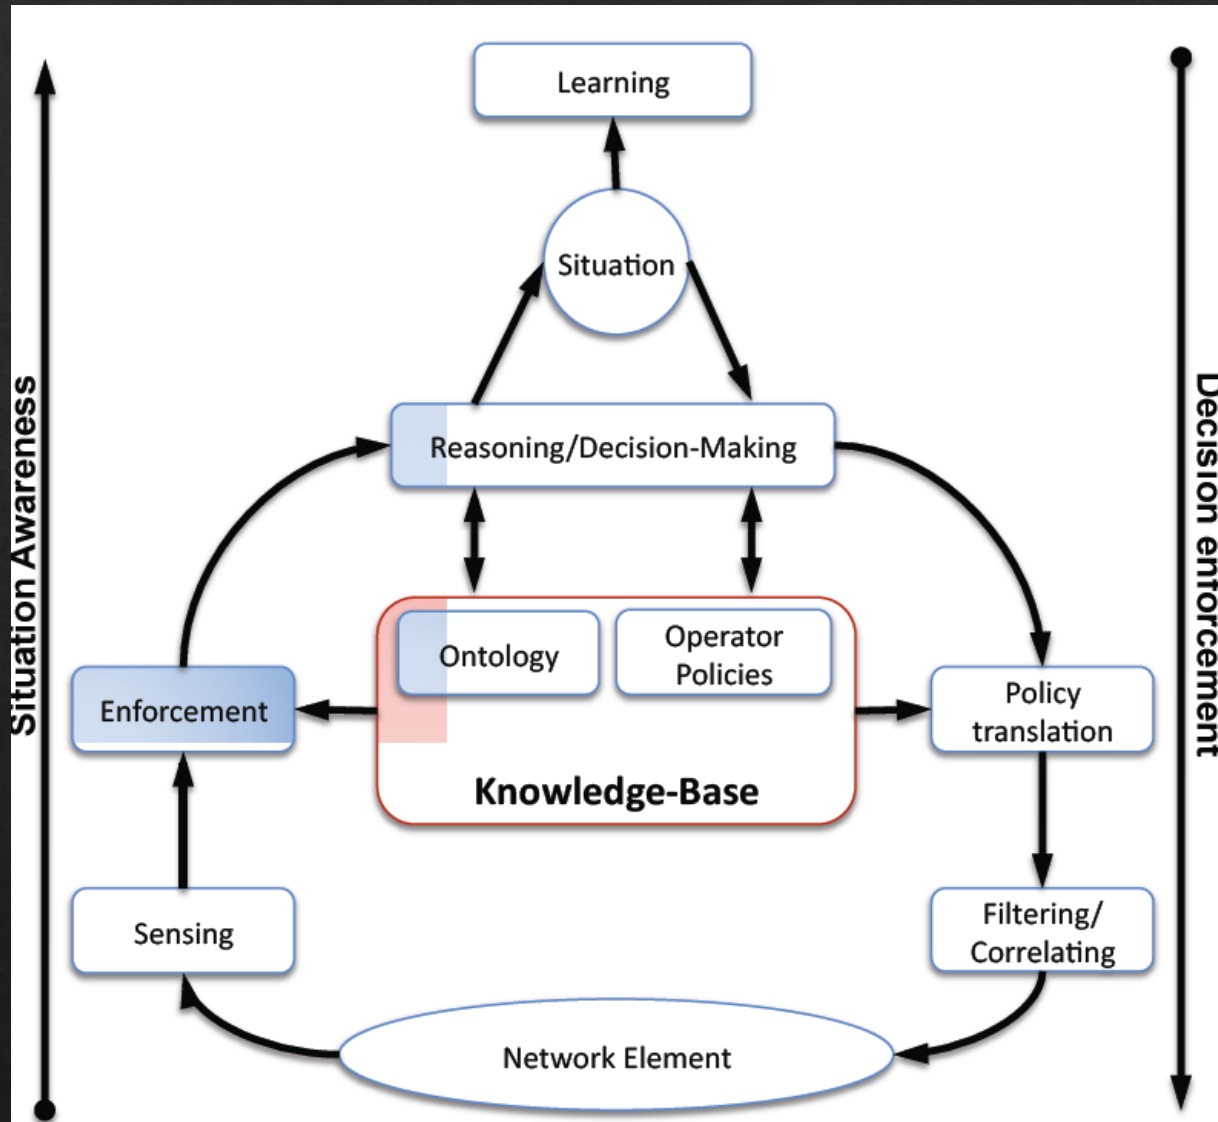 Learning
Situation
Situation Awareness
Decision enforcement
Reasoning/Decision-Making
Ontology
Operator
Policies
Enforcement
Policy
translation
Knowledge-Base
Sensing
Filtering/
Correlating
Network Element